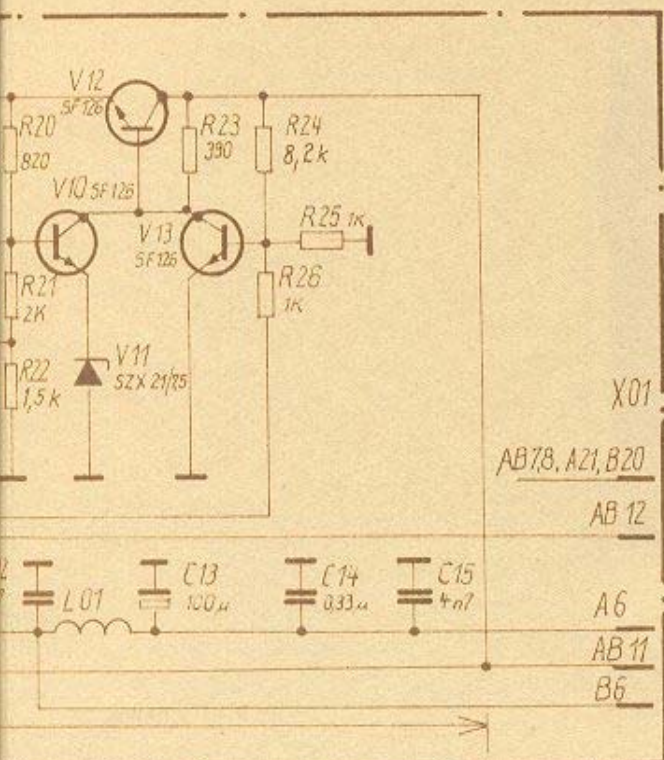 V12
SF126
R20
820
R23
390
R24
8,2k
V10 SF126
V13
SF126
R25 1K
R21
2K
R26
1K
V11
SZX 21/7,5
R22
1,5k
X01
AB7,8, A21, B20
AB 12
L01
C13
100µ
C14
0,33µ
C15
4n7
A6
AB 11
B6